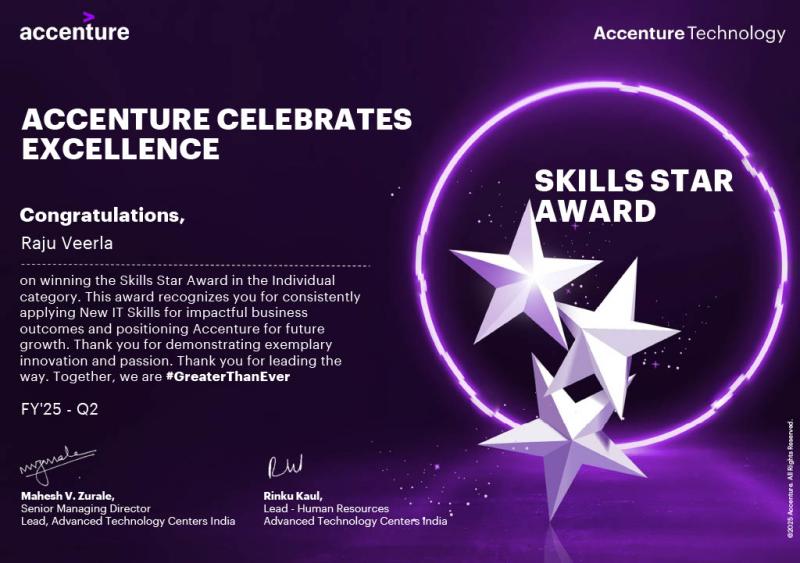 accenture
Accenture Technology
ACCENTURE CELEBRATES
EXCELLENCE
SKILLS STAR
AWARD
Congratulations,
Raju Veerla
on winning the Skills Star Award in the Individual
category. This award recognizes you for consistently
applying New IT Skills for impactful business
outcomes and positioning Accenture for future
growth. Thank you for demonstrating exemplary
innovation and passion. Thank you for leading the
way. Together, we are #GreaterThanEver
FY'25 - Q2
Mahesh V. Zurale,
Senior Managing Director
Lead, Advanced Technology Centers India
Rinku Kaul,
Lead - Human Resources
Advanced Technology Centers India
©2025 Accenture. All Rights Reserved.